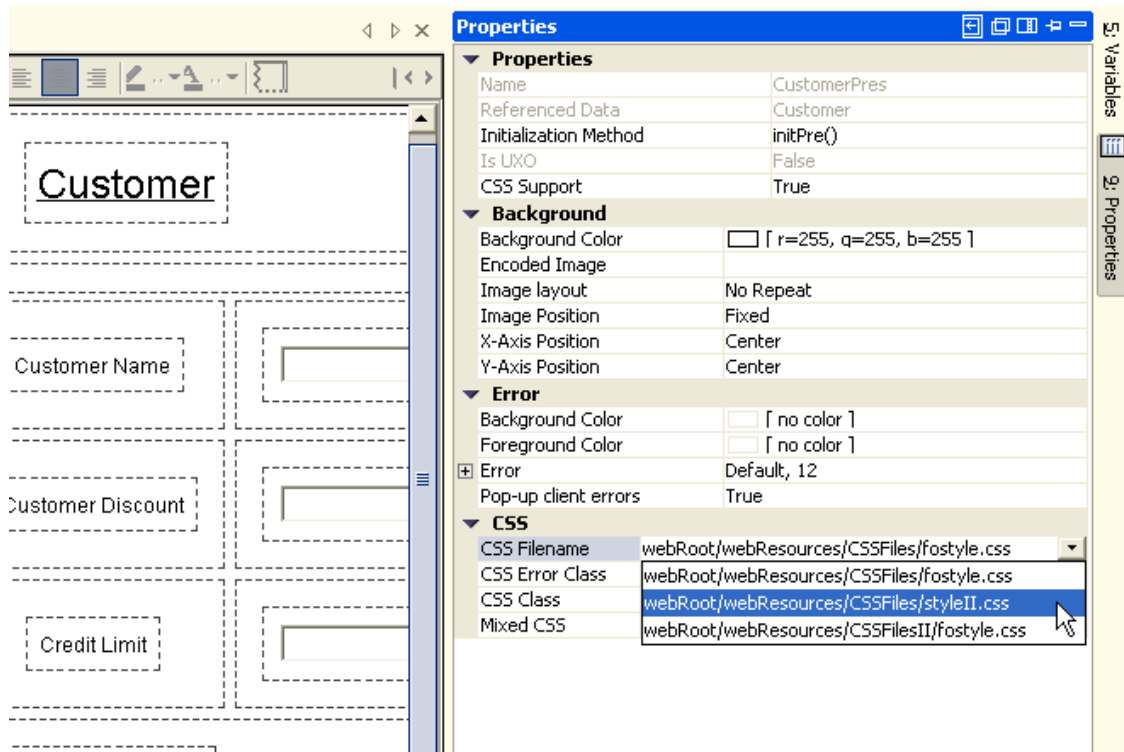 Customer
Customer Name
Customer Discount
Credit Limit
Properties
Properties
Name CustomerPres
Referenced Data Customer
Initialization Method initPre()
Is UXO False
CSS Support True
Background
Background Color [ r=255, g=255, b=255 ]
Encoded Image
Image layout No Repeat
Image Position Fixed
X-Axis Position Center
Y-Axis Position Center
Error
Background Color [ no color ]
Foreground Color [ no color ]
Error Default, 12
Pop-up client errors True
CSS
CSS Filename webRoot/webResources/CSSFiles/fostyle.css
CSS Error Class webRoot/webResources/CSSFiles/fostyle.css
CSS Class webRoot/webResources/CSSFiles/styleII.css
Mixed CSS webRoot/webResources/CSSFilesII/fostyle.css
5: Variables
9: Properties